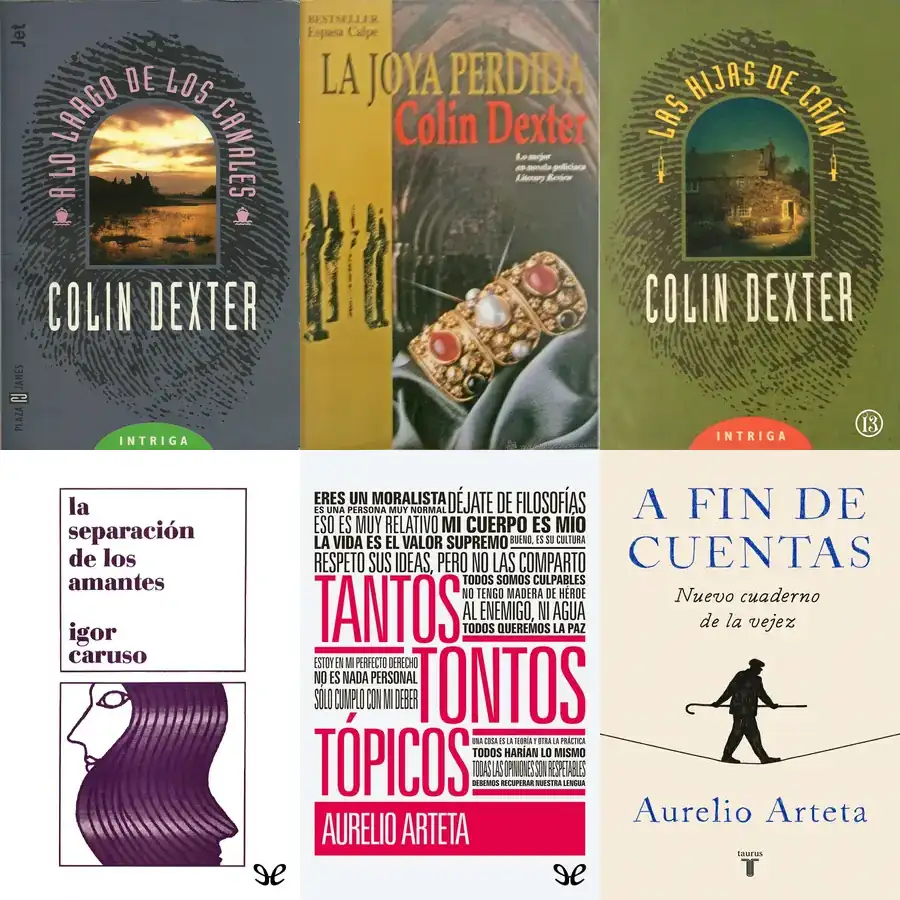 Jet
A LO LARGO DE LOS CANALES
COLIN DEXTER
PLAZA JANES
INTRIGA
BESTSELLER
Espasa Calpe
LA JOYA PERDIDA
Colin Dexter
Lo mejor
en novela policiaca
Literary Review
LAS HIJAS DE CAÍN
COLIN DEXTER
INTRIGA
13
la
separación
de los
amantes
igor
caruso
ERES UN MORALISTA DÉJATE DE FILOSOFÍAS
ES UNA PERSONA MUY NORMAL
ESO ES MUY RELATIVO MI CUERPO ES MÍO
LA VIDA ES EL VALOR SUPREMO BUENO, ES SU CULTURA
RESPETO SUS IDEAS, PERO NO LAS COMPARTO
TANTOS
TODOS SOMOS CULPABLES
NO TENGO MADERA DE HÉROE
AL ENEMIGO, NI AGUA
TODOS QUEREMOS LA PAZ
ESTOY EN MI PERFECTO DERECHO
NO ES NADA PERSONAL
SÓLO CUMPLO CON MI DEBER
TONTOS
TÓPICOS
UNA COSA ES LA TEORÍA Y OTRA LA PRÁCTICA
TODOS HARÍAN LO MISMO
TODAS LAS OPINIONES SON RESPETABLES
DEBEMOS RECUPERAR NUESTRA LENGUA
AURELIO ARTETA
A FIN DE
CUENTAS
Nuevo cuaderno
de la vejez
Aurelio Arteta
taurus